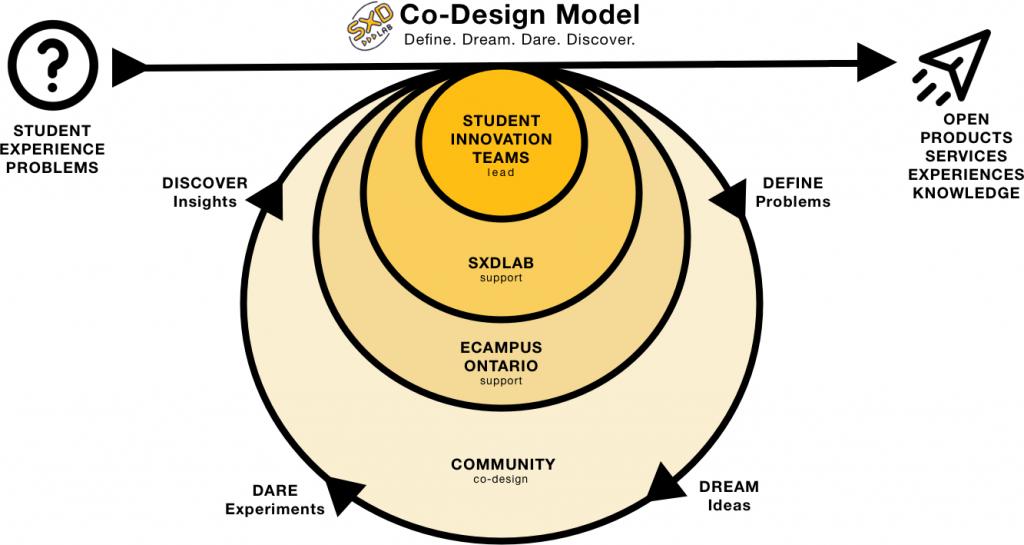 SXD
LAB
Co-Design Model
Define. Dream. Dare. Discover.
?
STUDENT
EXPERIENCE
PROBLEMS
OPEN
PRODUCTS
SERVICES
EXPERIENCES
KNOWLEDGE
STUDENT
INNOVATION
TEAMS
lead
DISCOVER
Insights
DEFINE
Problems
SXDLAB
support
ECAMPUS
ONTARIO
support
COMMUNITY
co-design
DARE
Experiments
DREAM
Ideas